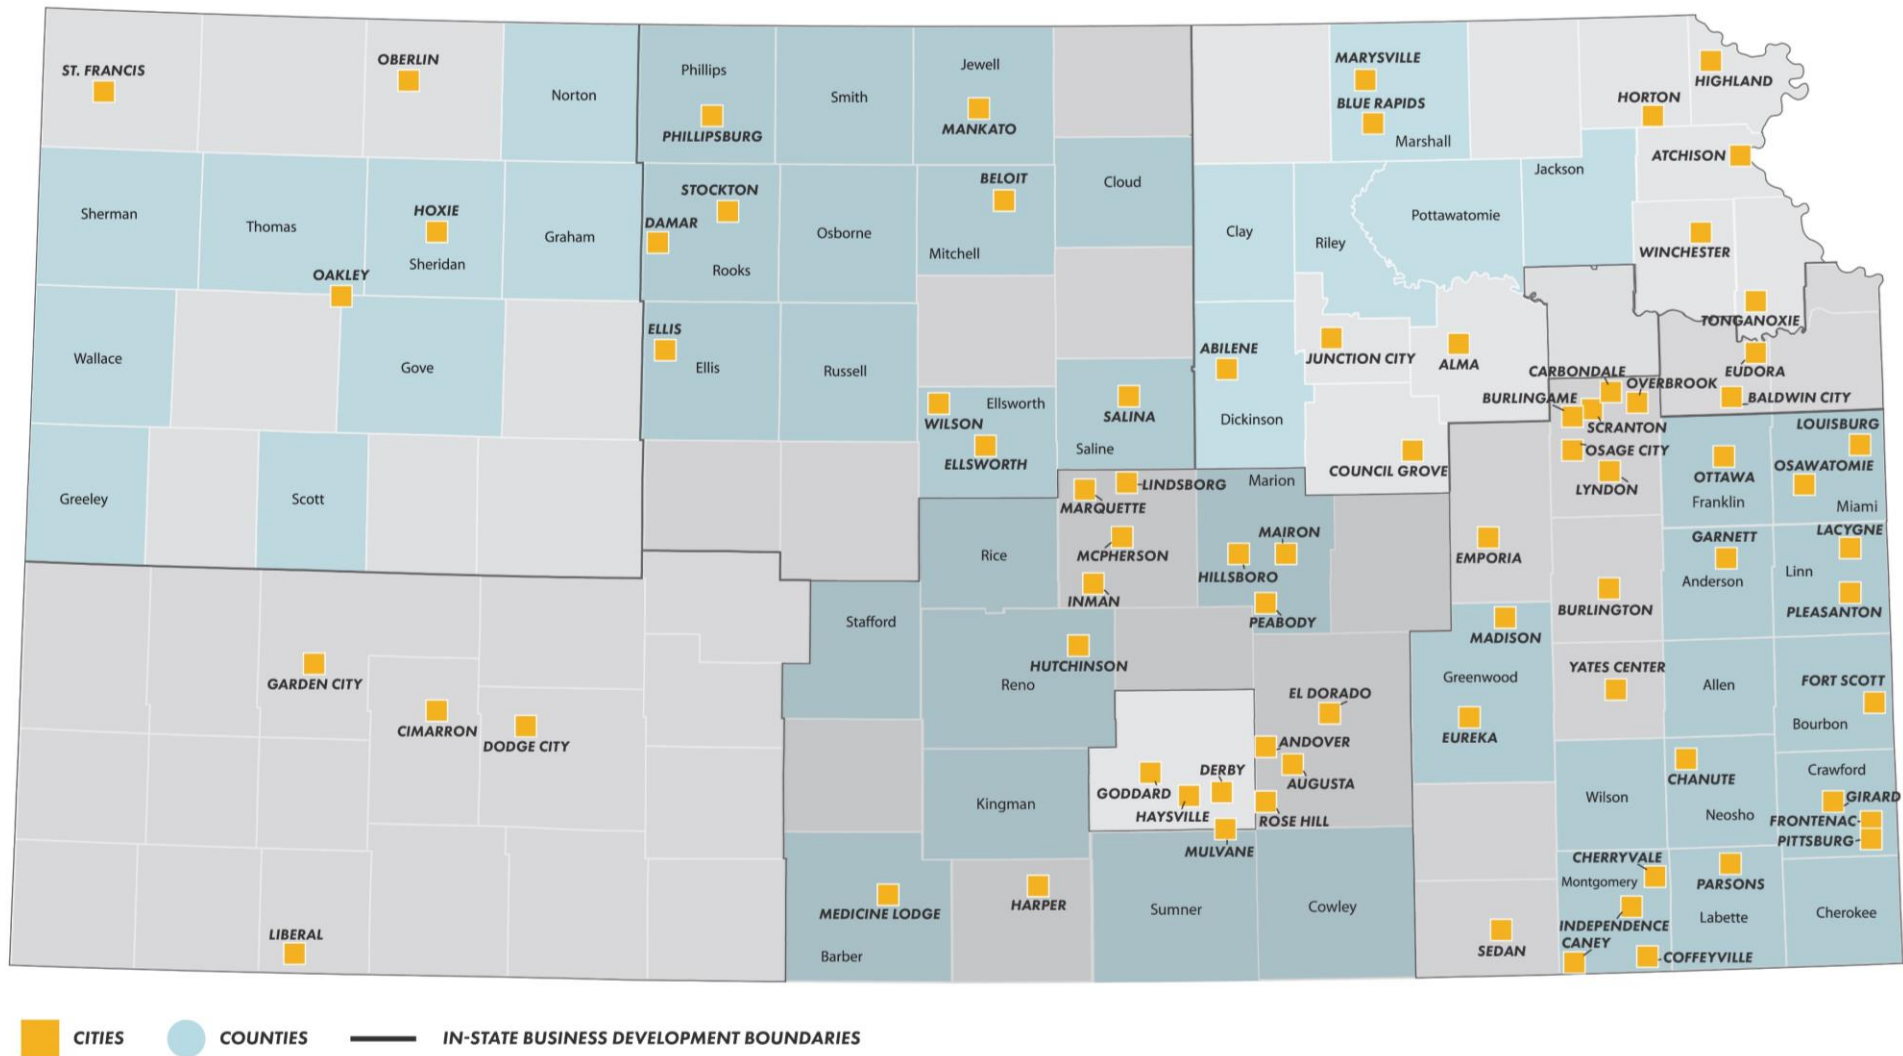 ST. FRANCIS
OBERLIN
Norton
Phillips
PHILLIPSBURG
Smith
Jewell
MANKATO
MARYSVILLE
BLUE RAPIDS
Marshall
HIGHLAND
HORTON
ATCHISON
Jackson
Sherman
Thomas
HOXIE
Sheridan
OAKLEY
Graham
STOCKTON
DAMAR
Rooks
Osborne
BELOIT
Mitchell
Cloud
Clay
Riley
Pottawatomie
WINCHESTER
TONGANOXIE
Wallace
Gove
ELLIS
Ellis
Russell
WILSON
Ellsworth
ELLSWORTH
SALINA
Saline
ABILENE
Dickinson
JUNCTION CITY
ALMA
COUNCIL GROVE
EUDORA
BALDWIN CITY
CARBONDALE
OVERBROOK
BURLINGAME
SCRANTON
OSAGE CITY
LYNDON
LOUISBURG
OSAWATOMIE
Miami
OTTAWA
Franklin
Greeley
Scott
Rice
MARQUETTE
LINDSBORG
MCPHERSON
INMAN
Marion
MAIRON
HILLSBORO
PEABODY
EMPORIA
BURLINGTON
GARNETT
Anderson
LACYGNE
Linn
PLEASANTON
Stafford
HUTCHINSON
Reno
MADISON
Greenwood
EUREKA
YATES CENTER
Allen
FORT SCOTT
Bourbon
GARDEN CITY
CIMARRON
DODGE CITY
Kingman
GODDARD
HAYSVILLE
DERBY
MULVANE
EL DORADO
ANDOVER
AUGUSTA
ROSE HILL
Wilson
CHANUTE
Neosho
Crawford
GIRARD
FRONTENAC
PITTSBURG
LIBERAL
MEDICINE LODGE
Barber
HARPER
Sumner
Cowley
SEDAN
CHERRYVALE
Montgomery
INDEPENDENCE
CANEY
COFFEYVILLE
PARSONS
Labette
Cherokee
CITIES
COUNTIES
IN-STATE BUSINESS DEVELOPMENT BOUNDARIES